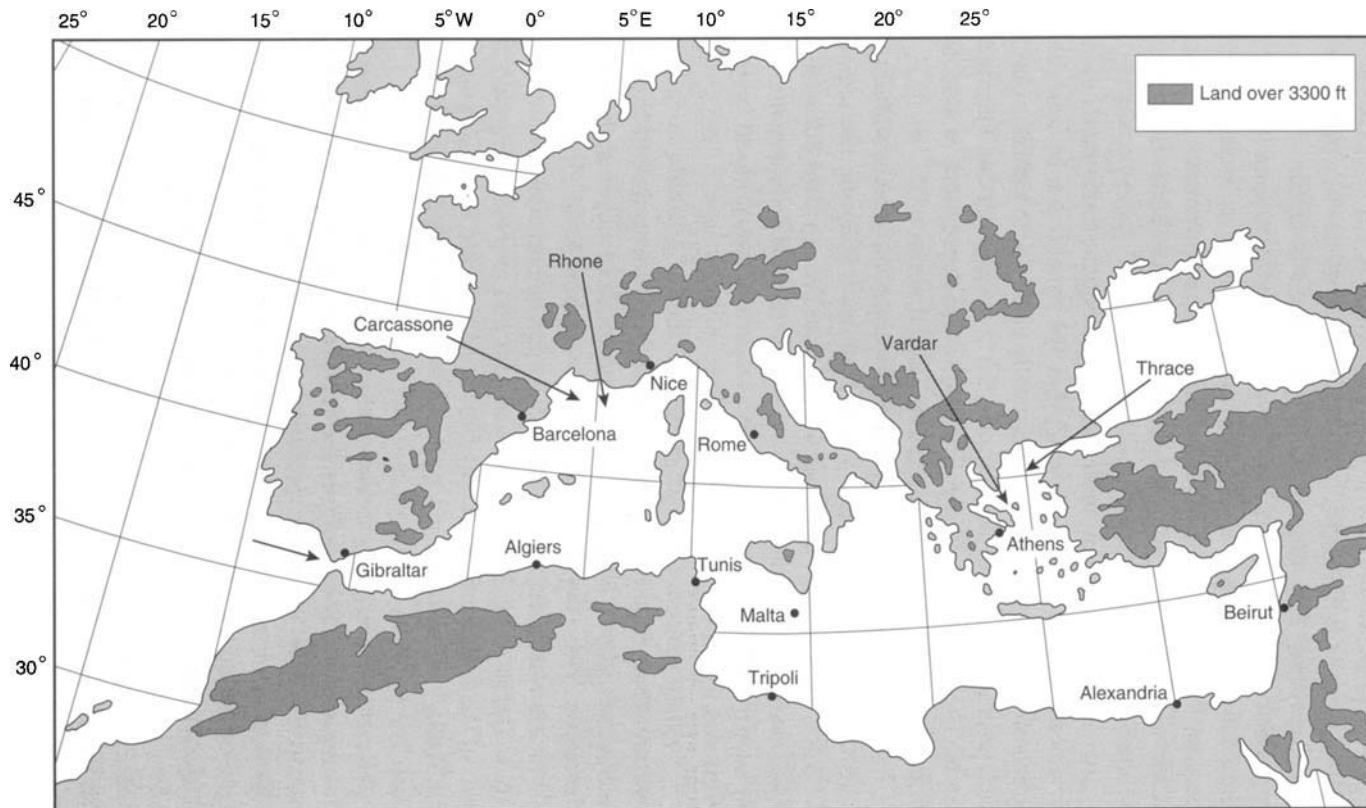 25° 20° 15° 10° 5°W 0° 5°E 10° 15° 20° 25°
Land over 3300 ft
45°
Rhone
Carcassone
Vardar
40°
Thrace
Nice
Barcelona
Rome
35°
Algiers
Athens
Gibraltar
Tunis
Malta
Beirut
30°
Tripoli
Alexandria